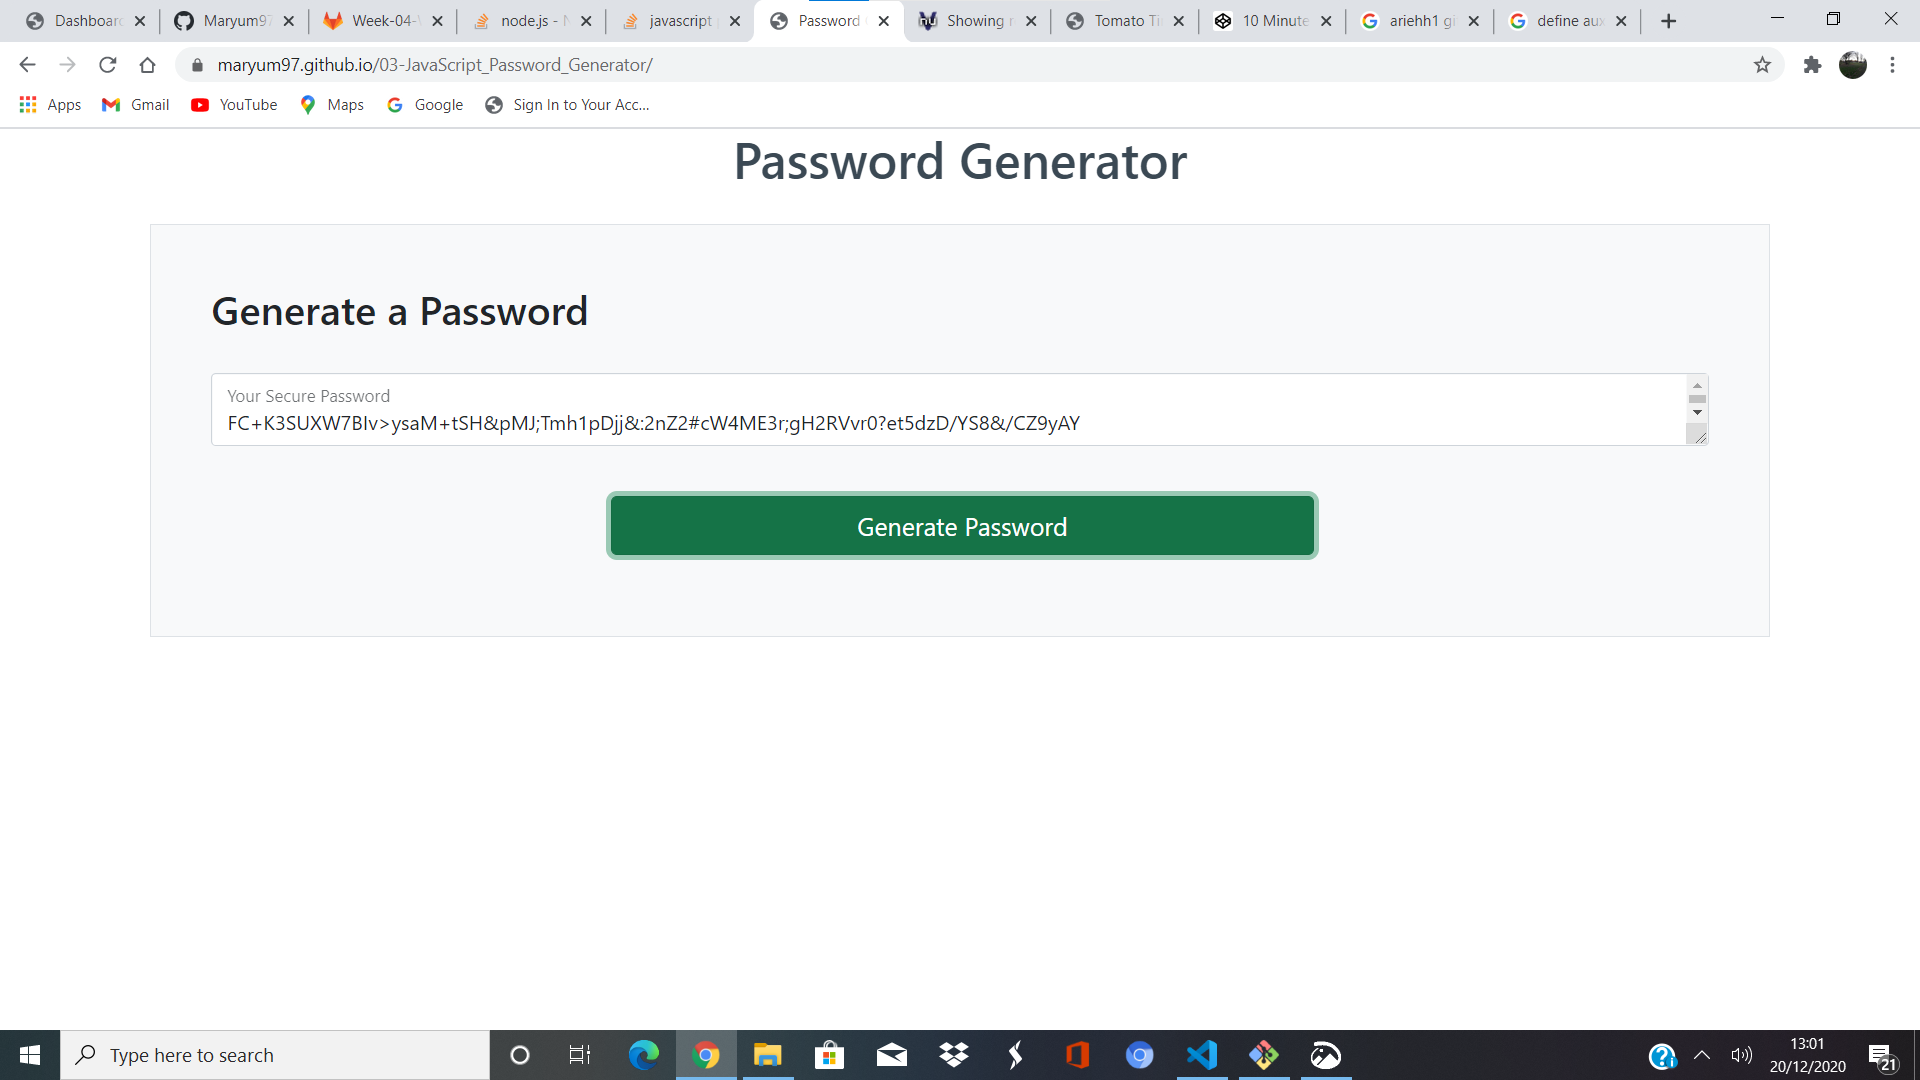 Dashboard
Maryum97
Week-04-
node.js - N
javascript
Password
Showing
Tomato Ti
10 Minute
ariehh1 gi
define aux
maryum97.github.io/03-JavaScript_Password_Generator/
Apps
Gmail
YouTube
Maps
Google
Sign In to Your Acc...
Password Generator
Generate a Password
Your Secure Password
FC+K3SUXW7BIv>ysaM+tSH&pMJ;Tmh1pDjj&:2nZ2#cW4ME3r;gH2RVvr0?et5dzD/YS8&/CZ9yAY
Generate Password
Type here to search
13:01
20/12/2020
21